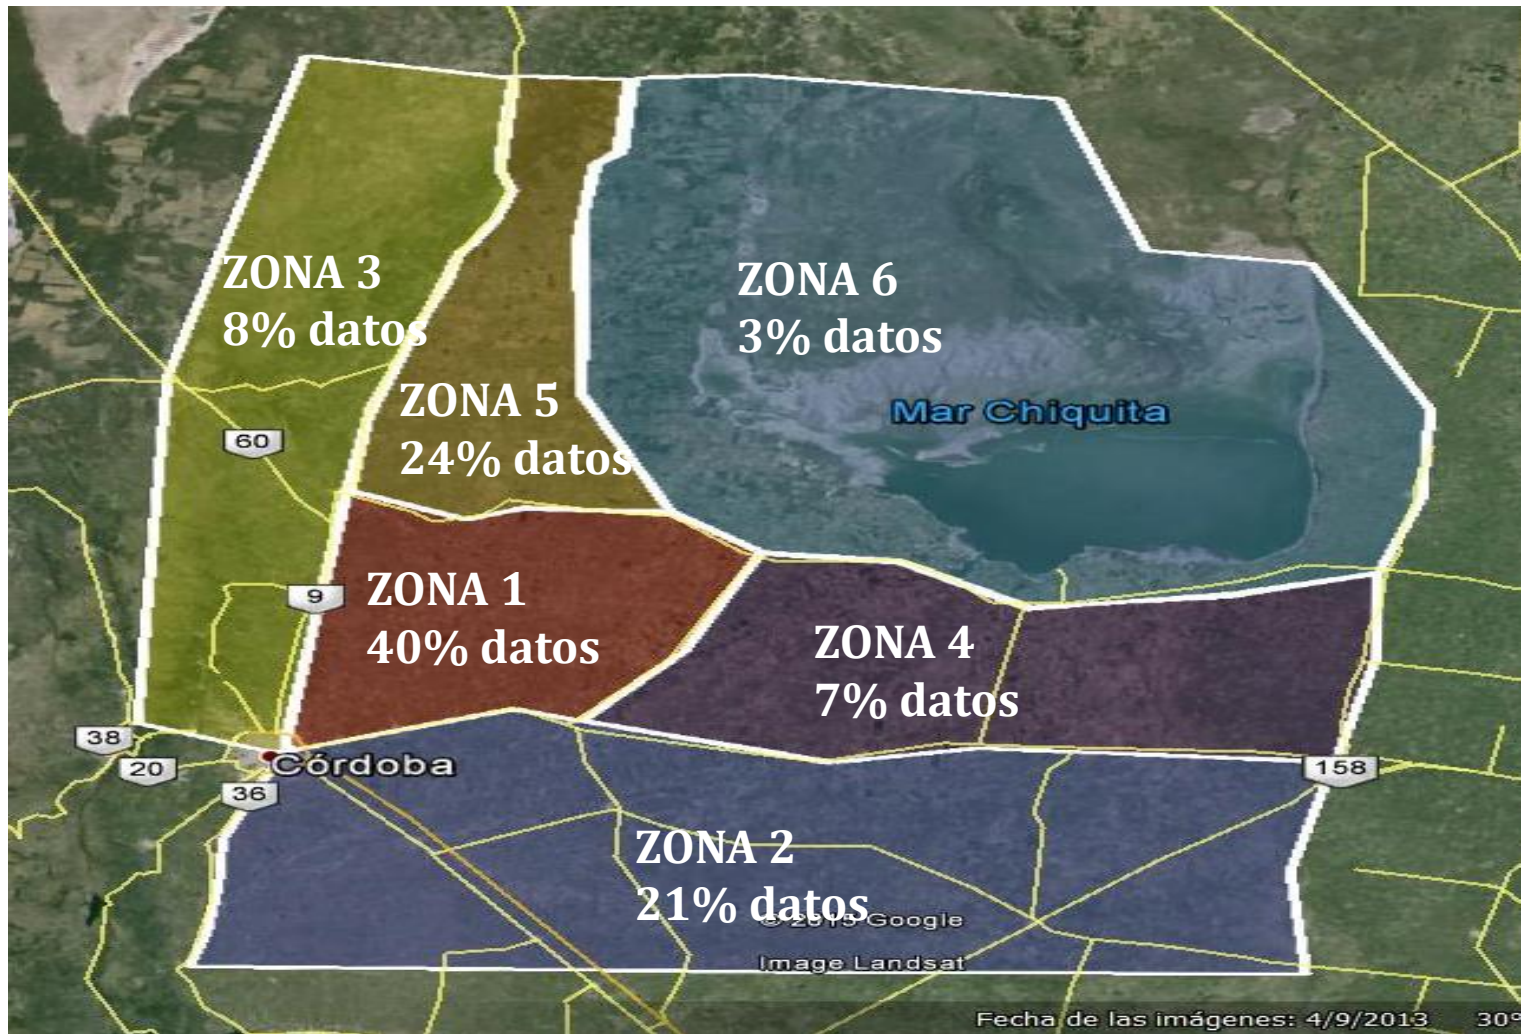 ZONA 3
8% datos
ZONA 6
3% datos
Mar Chiquita
ZONA 5
24% datos
60
ZONA 1
40% datos
9
ZONA 4
7% datos
38
20
Córdoba
36
158
ZONA 2
21% datos
© 2015 Google
Image Landsat
Fecha de las imágenes: 4/9/2013 30°